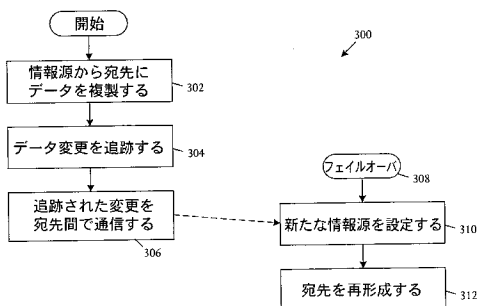 開始
300
情報源から宛先に
データを複製する
302
データ変更を追跡する
304
追跡された変更を
宛先間で通信する
306
フェイルオーバ
308
新たな情報源を設定する
310
宛先を再形成する
312